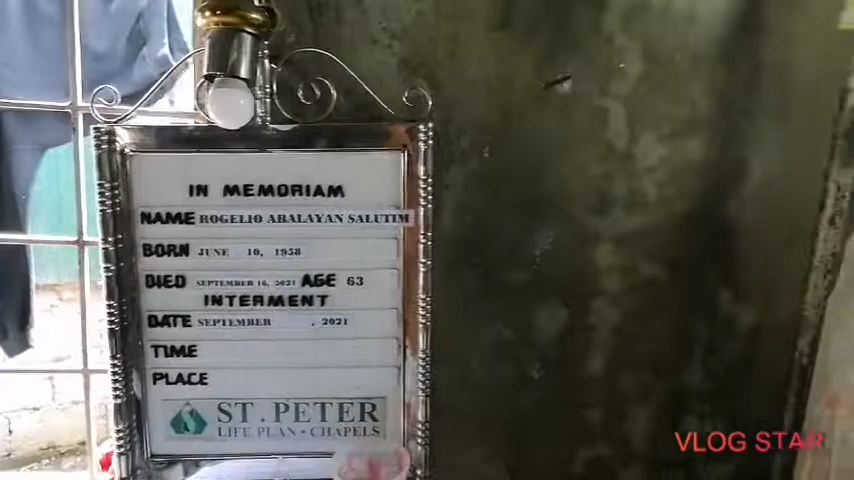 IN MEMORIAM
NAME ROGELIO ABALAYAN SALUTIM
BORN JUNE 10, 1958
DIED SEPTEMBER 16, 2021 AGE 63
INTERMENT
DATE SEPTEMBER , 2021
TIME
PLACE
ST. PETER
LIFE PLAN • CHAPELS
VLOG STAR